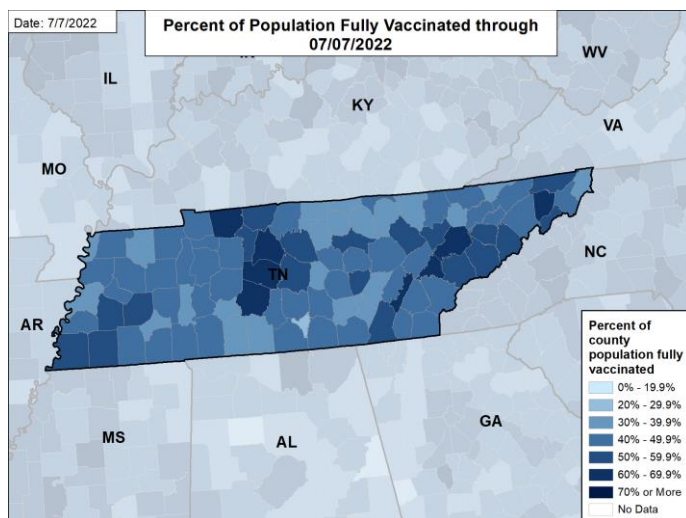 Date: 7/7/2022
Percent of Population Fully Vaccinated through
07/07/2022
WV
IL
KY
VA
MO
TN
NC
AR
MS
AL
GA
Percent of
county
population fully
vaccinated
0% - 19.9%
20% - 29.9%
30% - 39.9%
40% - 49.9%
50% - 59.9%
60% - 69.9%
70% or More
No Data